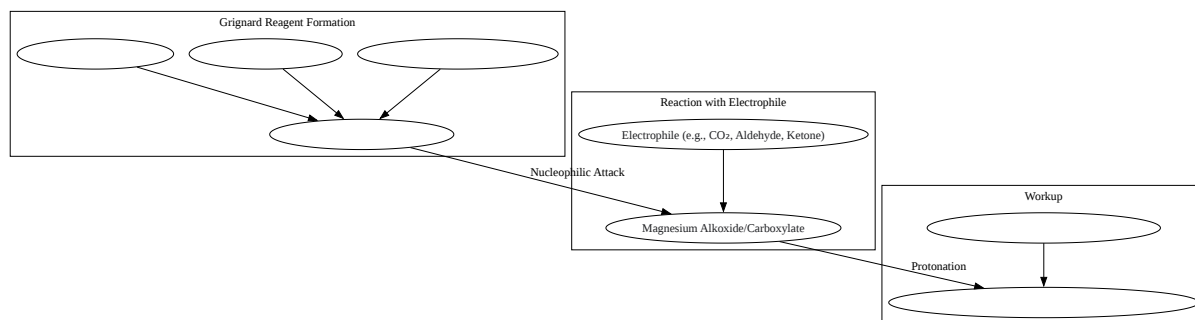 Grignard Reagent Formation
Reaction with Electrophile
Electrophile (e.g., CO₂, Aldehyde, Ketone)
Nucleophilic Attack
Magnesium Alkoxide/Carboxylate
Workup
Protonation